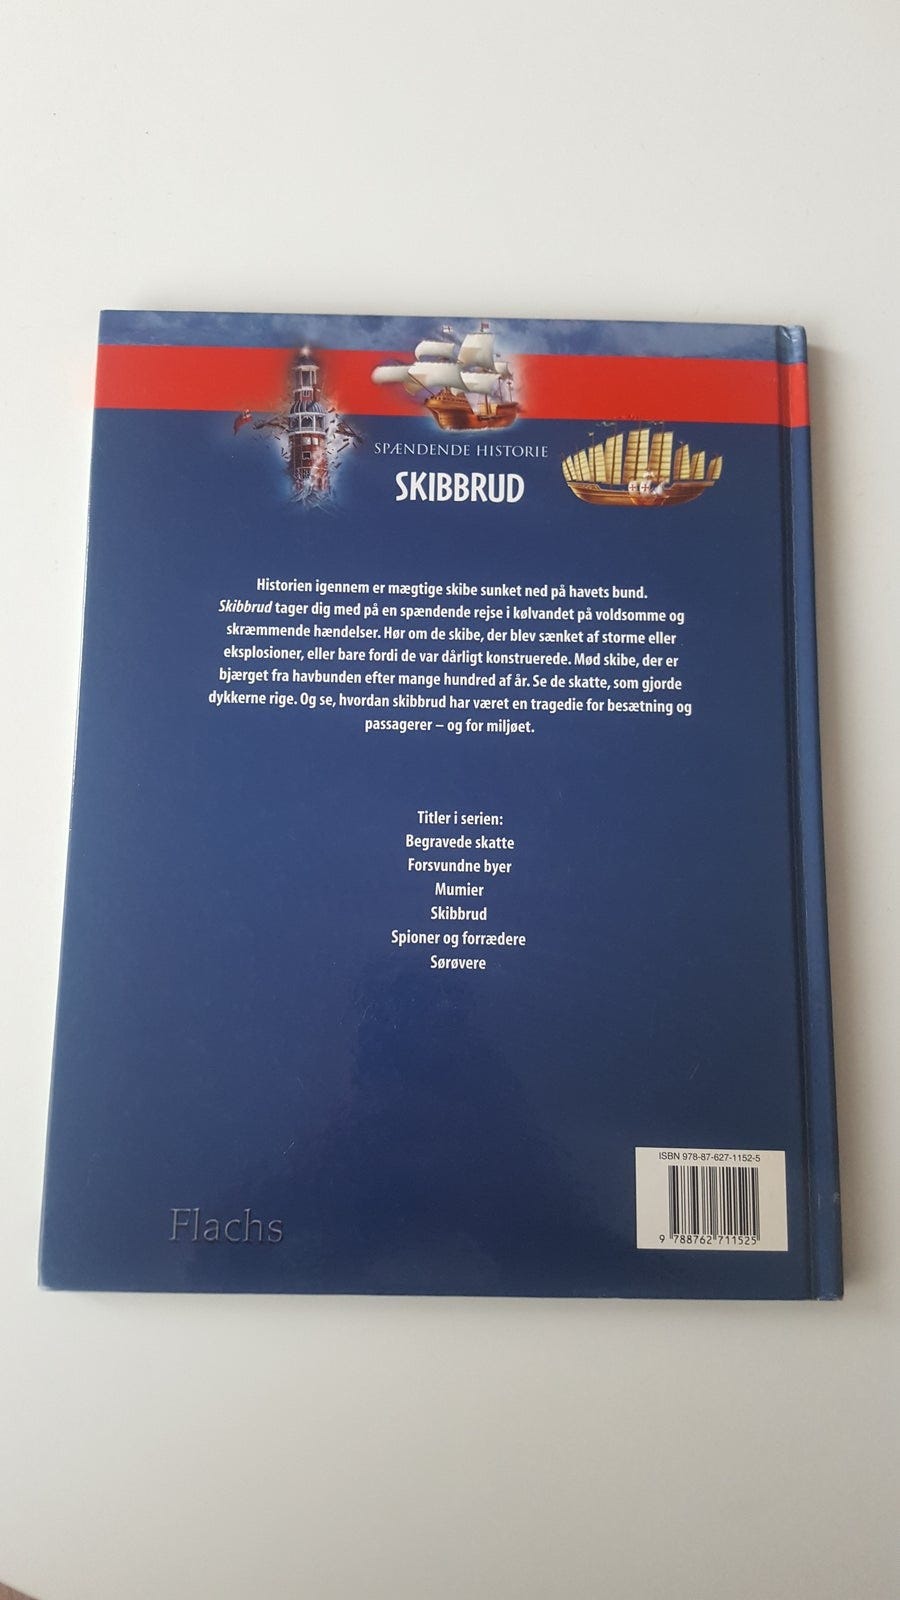 SPÆNDENDE HISTORIE
SKIBBRUD
Historien igennem er mægtige skibe sunket ned på havets bund.
Skibbrud tager dig med på en spændende rejse i kølvandet på voldsomme og
skræmmende hændelser. Hør om de skibe, der blev sænket af storme eller
eksplosioner, eller bare fordi de var dårligt konstruerede. Mød skibe, der er
bjærget fra havbunden efter mange hundred af år. Se de skatte, som gjorde
dykkerne rige. Og se, hvordan skibbrud har været en tragedie for besætning og
passagerer – og for miljøet.
Titler i serien:
Begravede skatte
Forsvundne byer
Mumier
Skibbrud
Spioner og forrædere
Sørøvere
ISBN 978-87-627-1152-5
9 788762 711525
Flachs